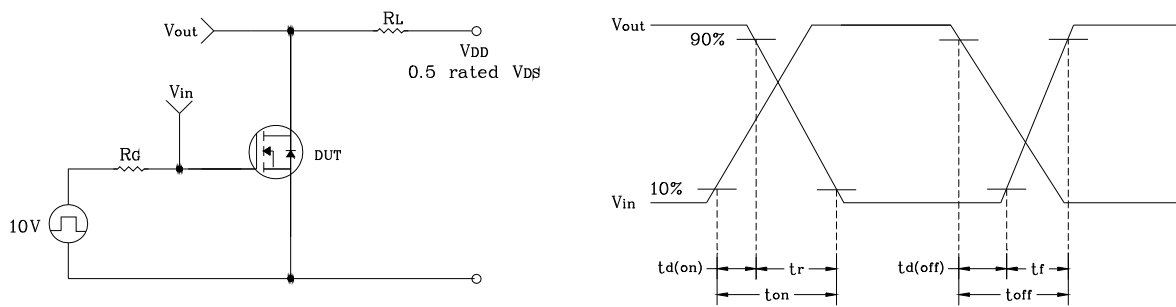 Vout
RL
VDD
0.5 rated VDS
Vin
RG
DUT
10V
Vout
90%
10%
Vin
td(on)
tr
td(off)
tf
ton
toff